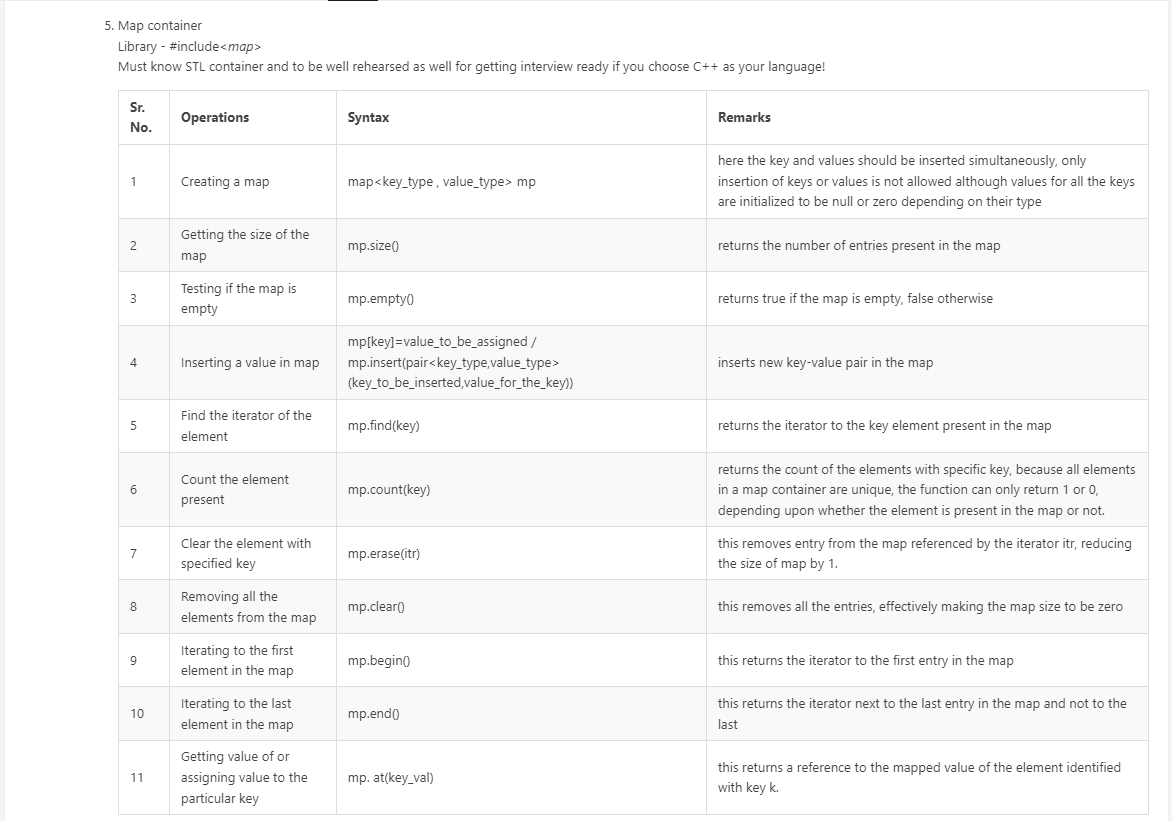 5. Map container
Library - #include<map>
Must know STL container and to be well rehearsed as well for getting interview ready if you choose C++ as your language!
Sr.
No.
Operations
Syntax
Remarks
1
Creating a map
map<key_type , value_type> mp
here the key and values should be inserted simultaneously, only
insertion of keys or values is not allowed although values for all the keys
are initialized to be null or zero depending on their type
2
Getting the size of the
map
mp.size()
returns the number of entries present in the map
3
Testing if the map is
empty
mp.empty()
returns true if the map is empty, false otherwise
4
Inserting a value in map
mp[key]=value_to_be_assigned /
mp.insert(pair<key_type,value_type>
(key_to_be_inserted,value_for_the_key))
inserts new key-value pair in the map
5
Find the iterator of the
element
mp.find(key)
returns the iterator to the key element present in the map
6
Count the element
present
mp.count(key)
returns the count of the elements with specific key, because all elements
in a map container are unique, the function can only return 1 or 0,
depending upon whether the element is present in the map or not.
7
Clear the element with
specified key
mp.erase(itr)
this removes entry from the map referenced by the iterator itr, reducing
the size of map by 1.
8
Removing all the
elements from the map
mp.clear()
this removes all the entries, effectively making the map size to be zero
9
Iterating to the first
element in the map
mp.begin()
this returns the iterator to the first entry in the map
10
Iterating to the last
element in the map
mp.end()
this returns the iterator next to the last entry in the map and not to the
last
11
Getting value of or
assigning value to the
particular key
mp. at(key_val)
this returns a reference to the mapped value of the element identified
with key k.